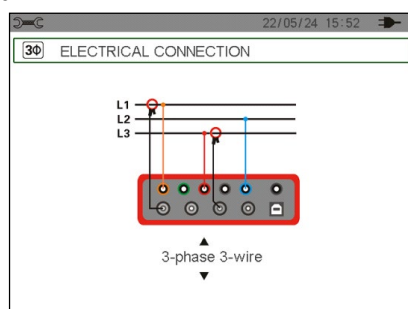 22/05/24 15:52
3Φ ELECTRICAL CONNECTION
L1
L2
L3
3-phase 3-wire